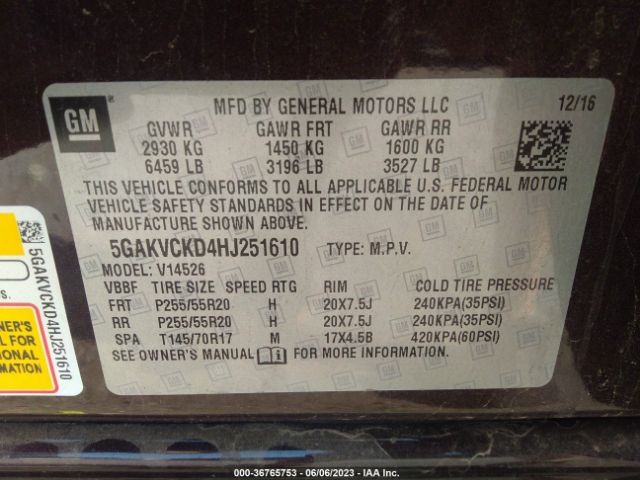 GM
MFD BY GENERAL MOTORS LLC 12/16
GVWR GAWR FRT GAWR RR
2930 KG 1450 KG 1600 KG
6459 LB 3196 LB 3527 LB
THIS VEHICLE CONFORMS TO ALL APPLICABLE U.S. FEDERAL MOTOR
VEHICLE SAFETY STANDARDS IN EFFECT ON THE DATE OF
MANUFACTURE SHOWN ABOVE.
5GAKVCKD4HJ251610 TYPE: M.P.V.
MODEL: V14526
VBBF TIRE SIZE SPEED RTG RIM COLD TIRE PRESSURE
FRT P255/55R20 H 20X7.5J 240KPA(35PSI)
RR P255/55R20 H 20X7.5J 240KPA(35PSI)
SPA T145/70R17 M 17X4.5B 420KPA(60PSI)
SEE OWNER'S MANUAL FOR MORE INFORMATION
5GAKVCKD4HJ251610
S.
WNER'S
L FOR
IONAL
MATION
000-36765753 - 06/06/2023 - IAA Inc.